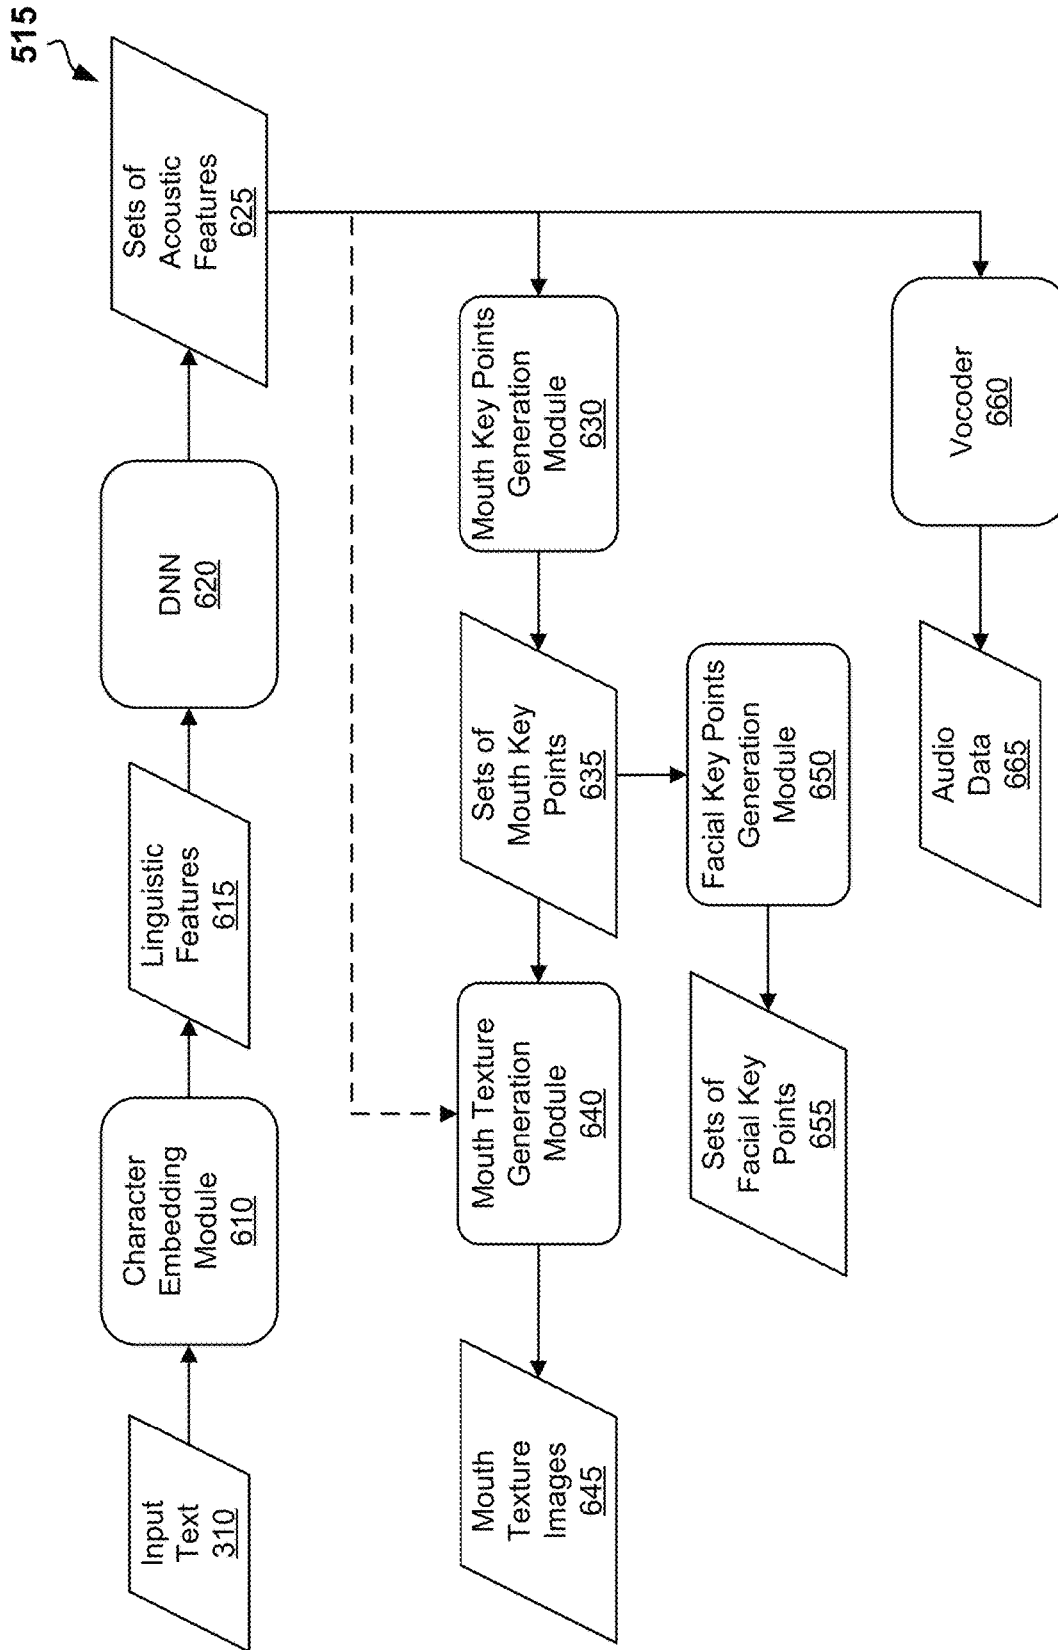 515
Input
Text
310
Character
Embedding
Module
610
Linguistic
Features
615
DNN
620
Sets of
Acoustic
Features
625
Mouth
Texture
Images
645
Mouth Texture
Generation
Module
640
Sets of
Mouth Key
Points
635
Mouth Key Points
Generation
Module
630
Sets of
Facial Key
Points
655
Facial Key Points
Generation
Module
650
Audio
Data
665
Vocoder
660